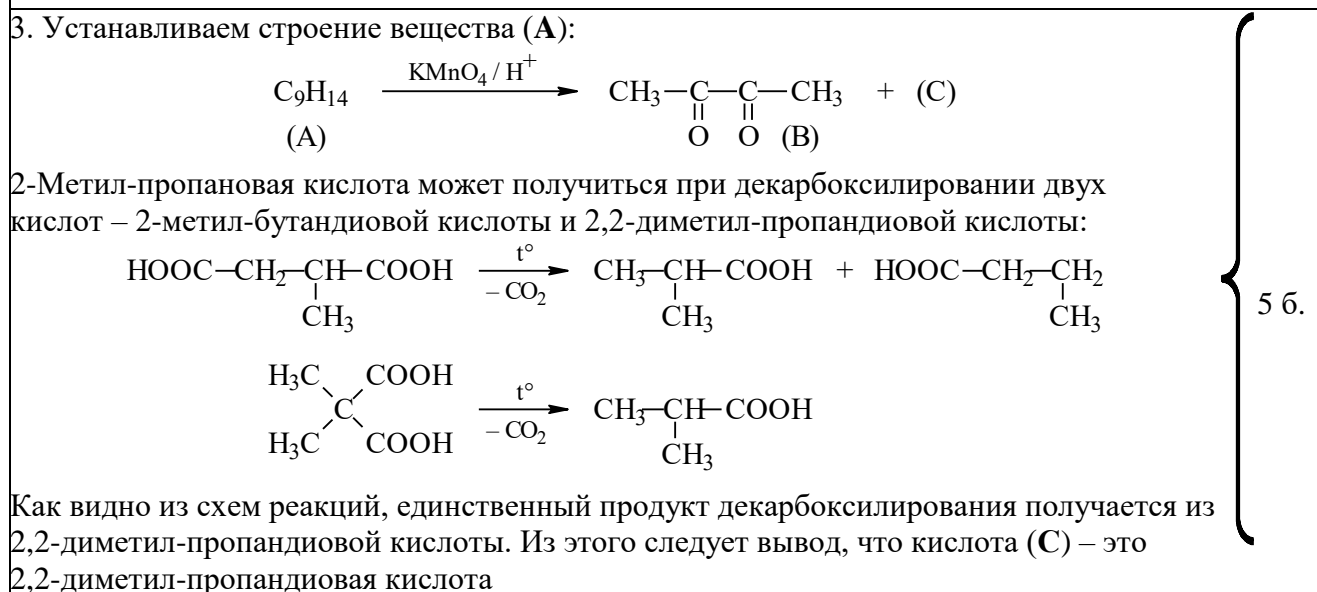 3. Устанавливаем строение вещества (А):
C9H14 KMnO4 / H+ CH3—C—C—CH3 + (C)
O O
(A) (B)
2-Метил-пропановая кислота может получиться при декарбоксилировании двух
кислот – 2-метил-бутандиовой кислоты и 2,2-диметил-пропандиовой кислоты:
HOOC—CH2—CH—COOH t° – CO2 CH3—CH—COOH + HOOC—CH2—CH2
CH3 CH3 CH3
5 б.
H3C COOH
C t° – CO2 CH3—CH—COOH
H3C COOH CH3
Как видно из схем реакций, единственный продукт декарбоксилирования получается из
2,2-диметил-пропандиовой кислоты. Из этого следует вывод, что кислота (С) – это
2,2-диметил-пропандиовая кислота